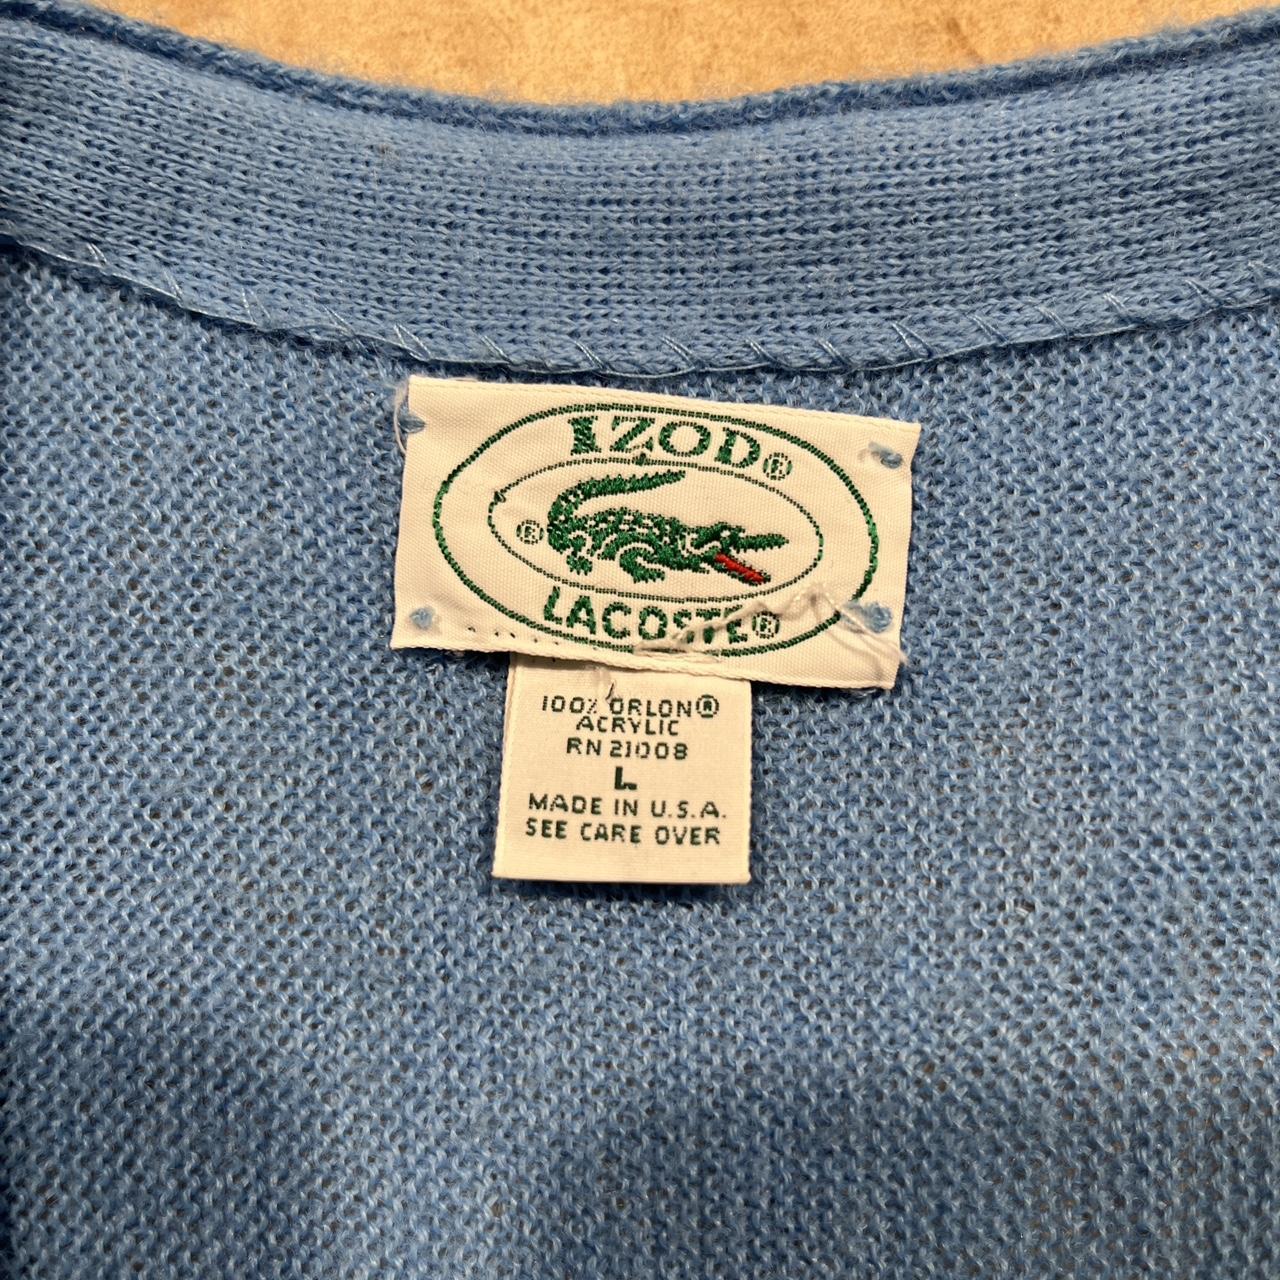 IZOD®
®
LACOSTE®
100% ORLON®
ACRYLIC
RN 21008
L
MADE IN U.S.A.
SEE CARE OVER